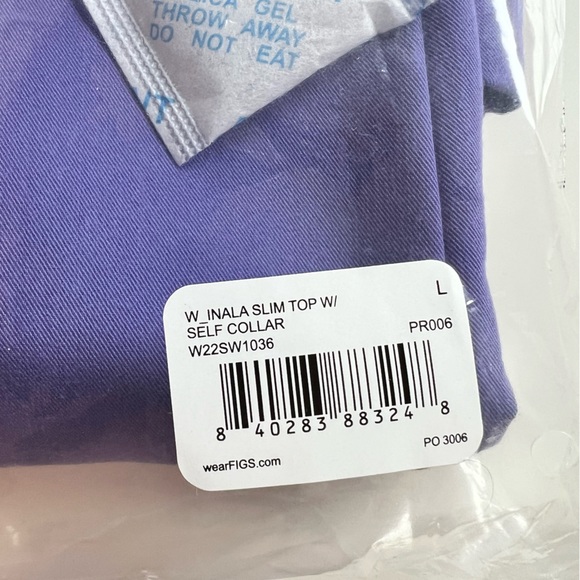 GEL
THROW AWAY
DO NOT EAT
W_INALA SLIM TOP W/ L
SELF COLLAR
W22SW1036 PR006
8 40283 88324 8
PO 3006
wearFIGS.com